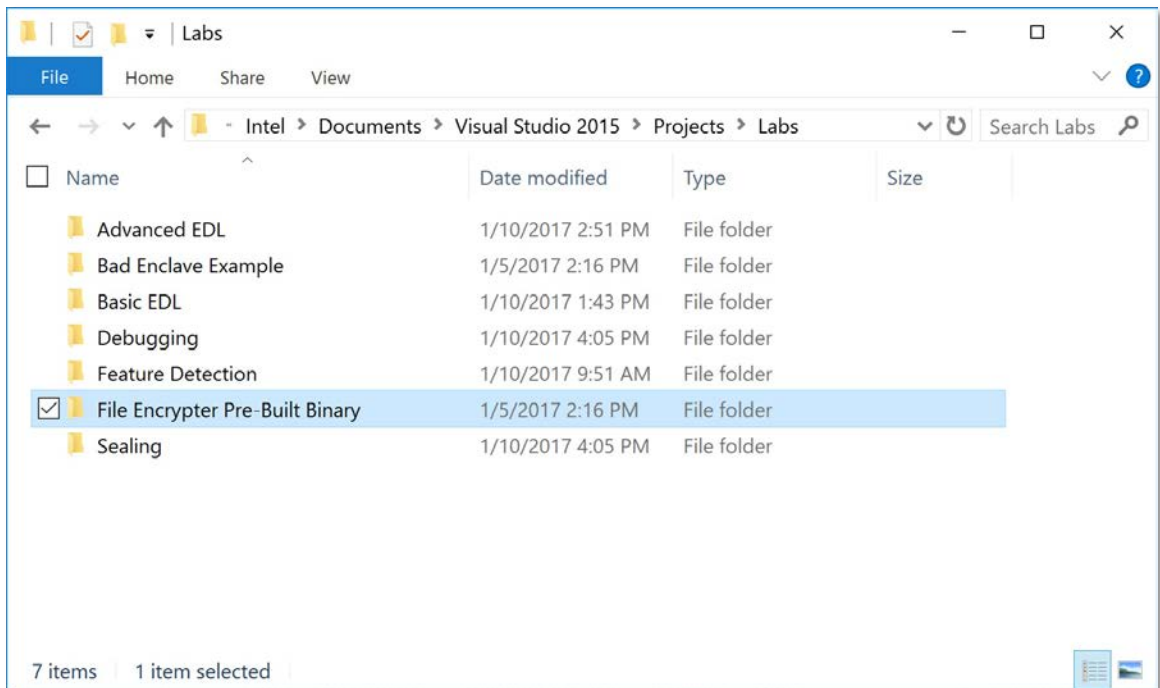 Labs
File Home Share View ?
Intel > Documents > Visual Studio 2015 > Projects > Labs Search Labs
Name Date modified Type Size
Advanced EDL 1/10/2017 2:51 PM File folder
Bad Enclave Example 1/5/2017 2:16 PM File folder
Basic EDL 1/10/2017 1:43 PM File folder
Debugging 1/10/2017 4:05 PM File folder
Feature Detection 1/10/2017 9:51 AM File folder
File Encrypter Pre-Built Binary 1/5/2017 2:16 PM File folder
Sealing 1/10/2017 4:05 PM File folder
7 items 1 item selected